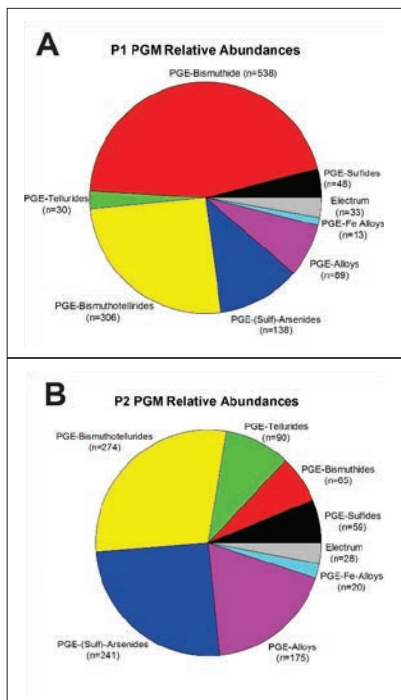 A
P1 PGM Relative Abundances
PGE-Bismuthide (n=538)
PGE-Sulfides
(n=48)
PGE-Tellurides
(n=30)
Electrum
(n=33)
PGE-Fe Alloys
(n=13)
PGE-Alloys
(n=89)
PGE-Bismuthotellirides
(n=306)
PGE-(Sulf)-Arsenides
(n=138)
B
P2 PGM Relative Abundances
PGE-Tellurides
(n=90)
PGE-Bismuthotellurides
(n=274)
PGE-Bismuthides
(n=65)
PGE-Sulfides
(n=59)
Electrum
(n=28)
PGE-Fe-Alloys
(n=20)
PGE-(Sulf)-Arsenides
(n=241)
PGE-Alloys
(n=175)